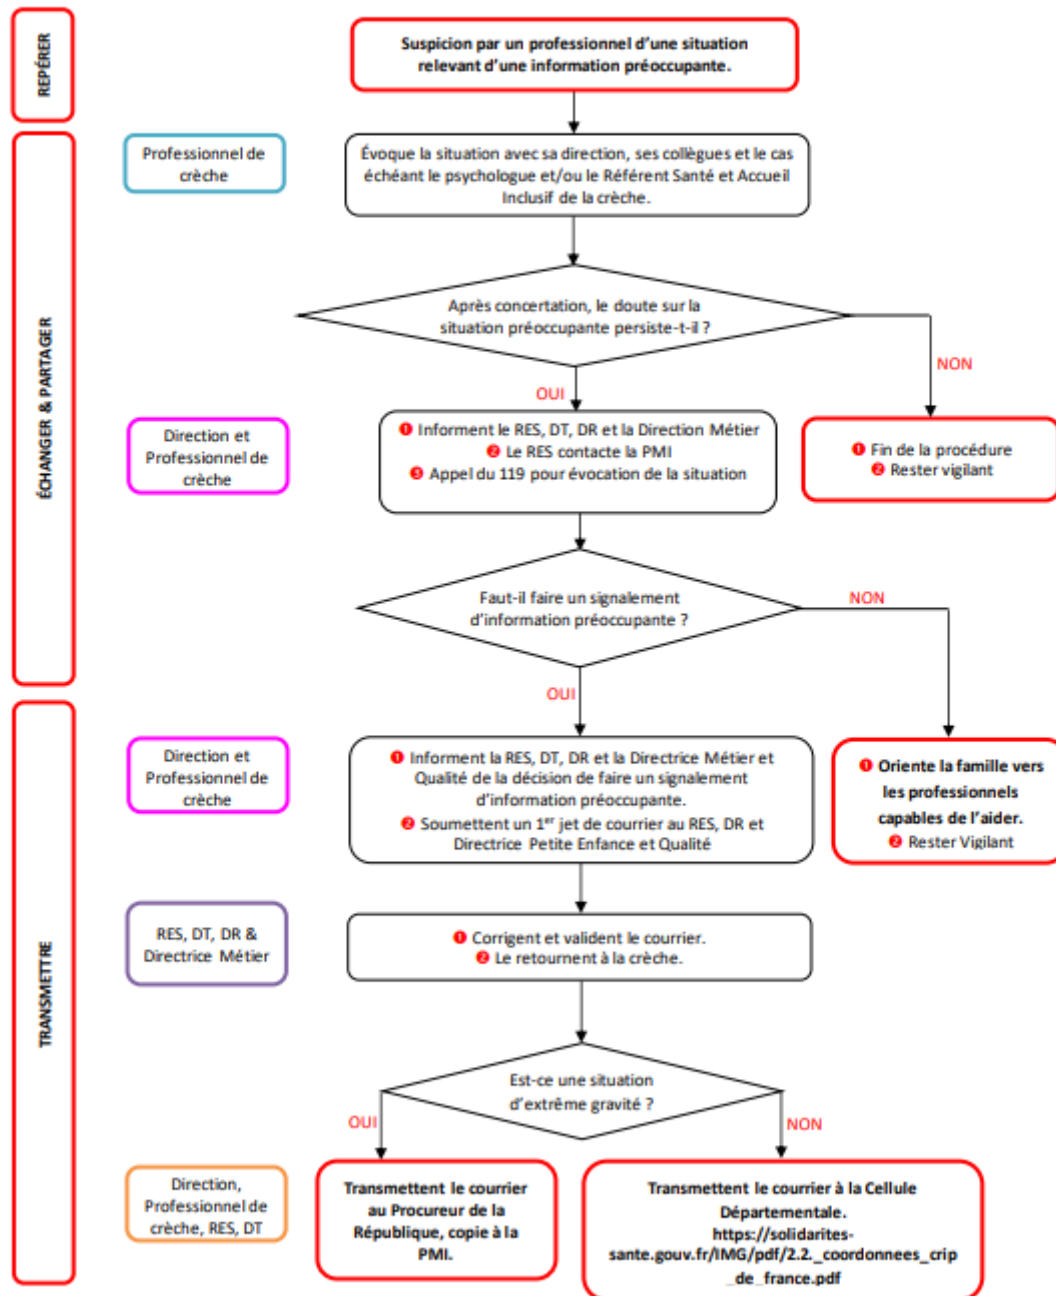 REPÉRER
Suspicion par un professionnel d'une situation
relevant d'une information préoccupante.
ÉCHANGER & PARTAGER
Professionnel de
crèche
Évoque la situation avec sa direction, ses collègues et le cas
échéant le psychologue et/ou le Référent Santé et Accueil
Inclusif de la crèche.
Après concertation, le doute sur la
situation préoccupante persiste-t-il ?
NON
OUI
Direction et
Professionnel de
crèche
❶ Informent le RES, DT, DR et la Direction Métier
❷ Le RES contacte la PMI
❸ Appel du 119 pour évocation de la situation
❶ Fin de la procédure
❷ Rester vigilant
Faut-il faire un signalement
d'information préoccupante ?
NON
OUI
TRANSMETTRE
Direction et
Professionnel de
crèche
❶ Informent la RES, DT, DR et la Directrice Métier et
Qualité de la décision de faire un signalement
d'information préoccupante.
❷ Soumettent un 1er jet de courrier au RES, DR et
Directrice Petite Enfance et Qualité
❶ Oriente la famille vers
les professionnels
capables de l'aider.
❷ Rester Vigilant
RES, DT, DR &
Directrice Métier
❶ Corrigent et valident le courrier.
❷ Le retournent à la crèche.
Est-ce une situation
d'extrême gravité ?
OUI
NON
Direction,
Professionnel de
crèche, RES, DT
Transmettent le courrier
au Procureur de la
République, copie à la
PMI.
Transmettent le courrier à la Cellule
Départementale.
https://solidarites-
sante.gouv.fr/IMG/pdf/2.2._coordonnees_crip
_de_france.pdf